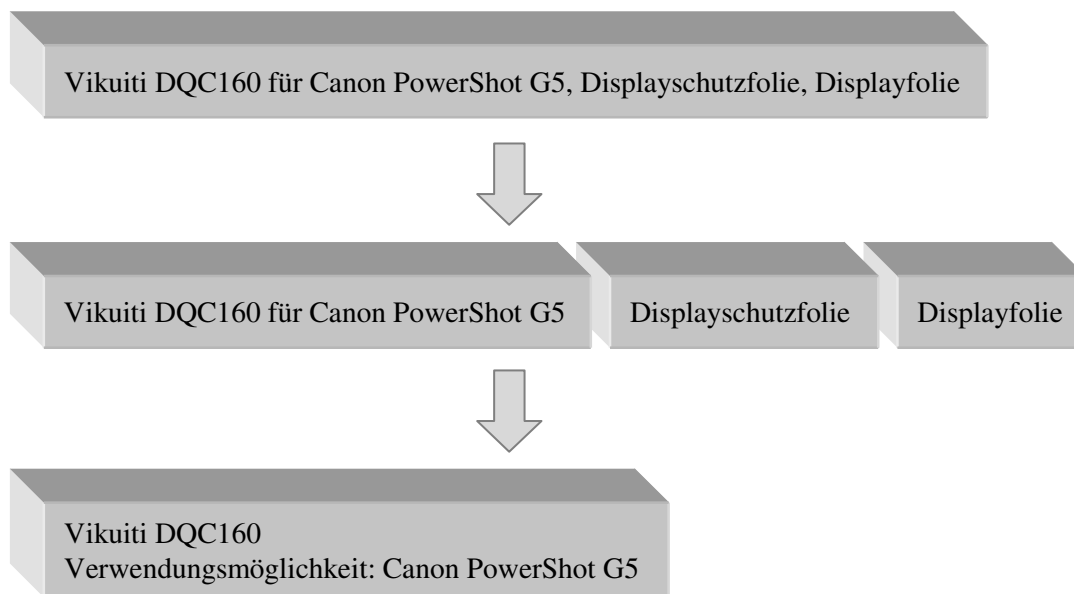 Vikuiti DQC160 für Canon PowerShot G5, Displayschutzfolie, Displayfolie
Vikuiti DQC160 für Canon PowerShot G5
Displayschutzfolie
Displayfolie
Vikuiti DQC160
Verwendungsmöglichkeit: Canon PowerShot G5